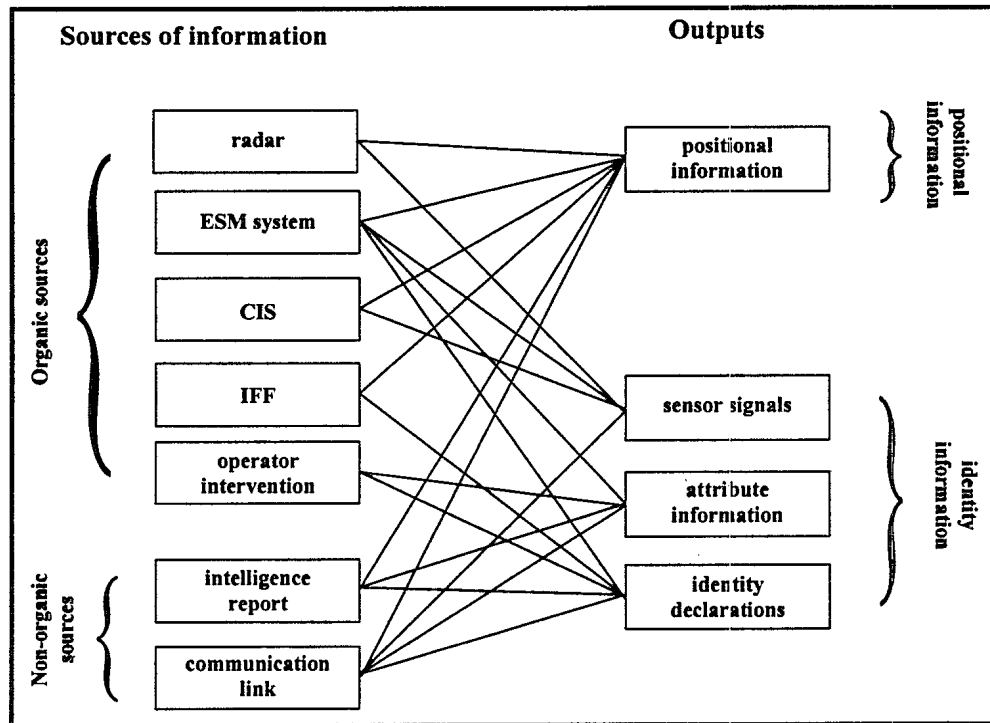 Sources of information
Outputs
Organic sources
radar
ESM system
CIS
IFF
operator
intervention
Non-organic
sources
intelligence
report
communication
link
positional
information
sensor signals
attribute
information
identity
declarations
positional
information
identity
information